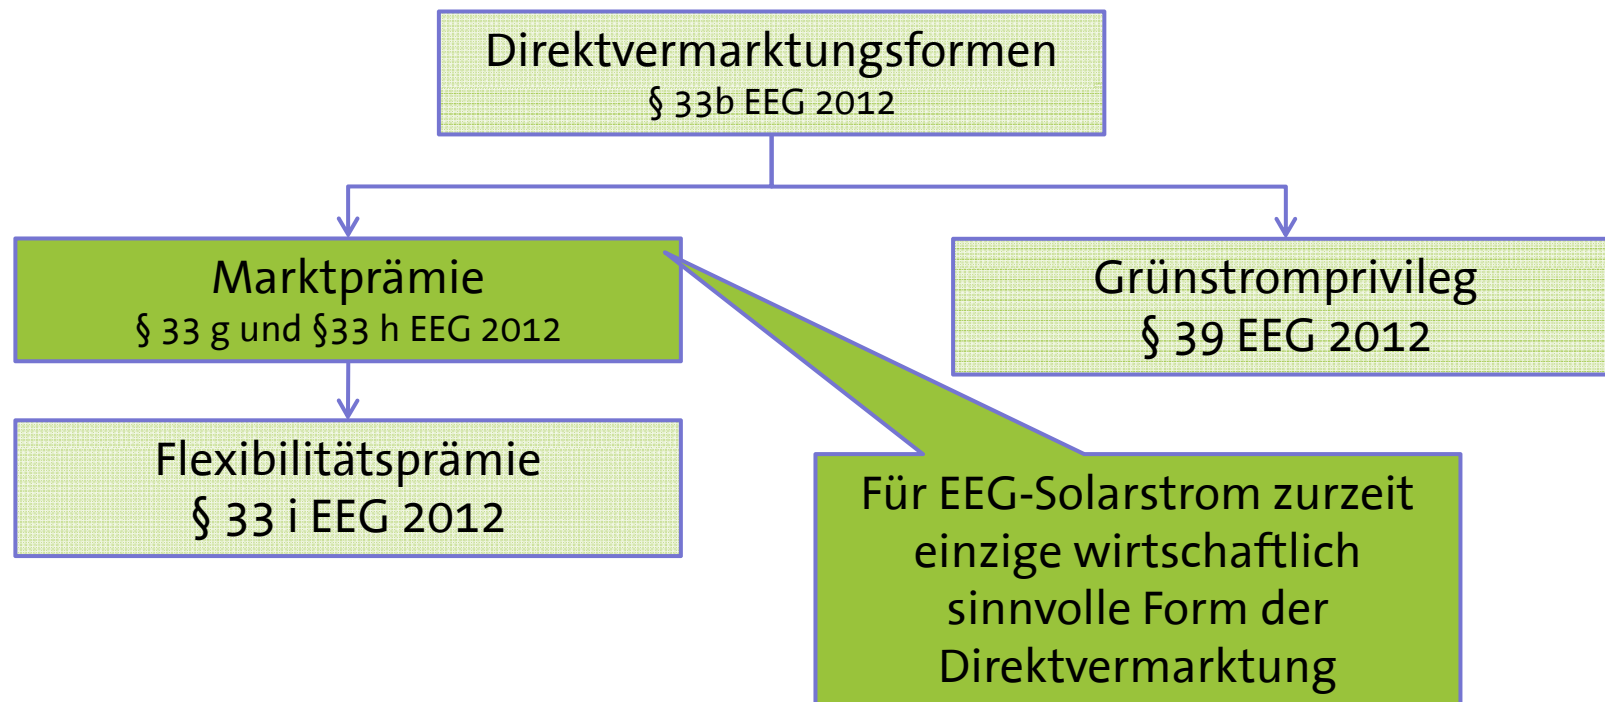 Direktvermarktungsformen
§ 33b EEG 2012
Marktprämie
§ 33 g und §33 h EEG 2012
Grünstromprivileg
§ 39 EEG 2012
Flexibilitätsprämie
§ 33 i EEG 2012
Für EEG-Solarstrom zurzeit
einzige wirtschaftlich
sinnvolle Form der
Direktvermarktung